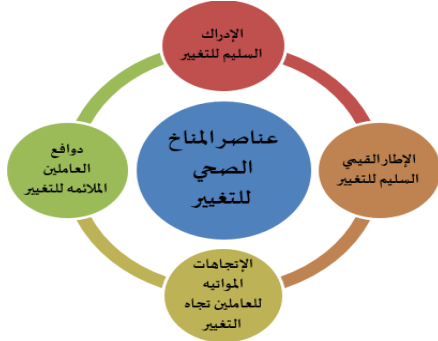 الإدراك
السليم للتغيير
عناصر المناخ
الصحي
للتغيير
الإطار القيمي
السليم للتغيير
الإتجاهات
المواتيه
للعاملين تجاه
التغيير
دوافع
العاملين
الملائمه للتغيير